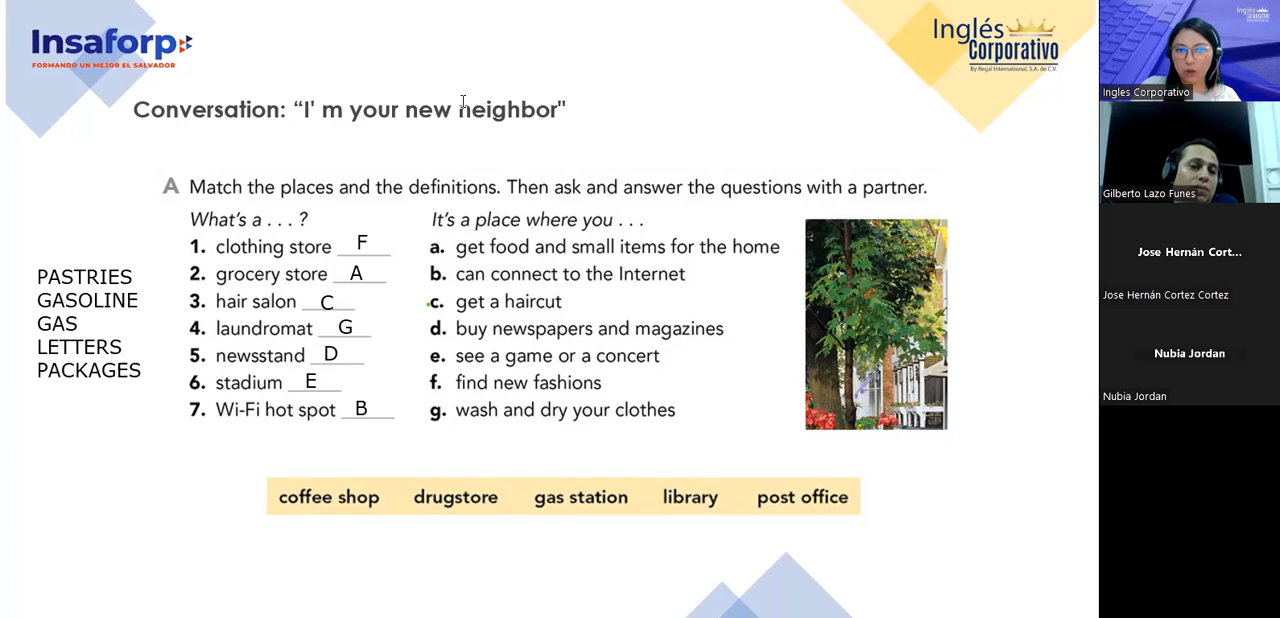 Insaforp
FORMANDO UN MEJOR EL SALVADOR
Inglés
Corporativo
By Regal International, S.A. de C.V.
Conversation: “I' m your new neighbor"
A Match the places and the definitions. Then ask and answer the questions with a partner.
What's a . . . ?
1. clothing store F
2. grocery store A
3. hair salon C
4. laundromat G
5. newsstand D
6. stadium E
7. Wi-Fi hot spot B
It's a place where you . . .
a. get food and small items for the home
b. can connect to the Internet
c. get a haircut
d. buy newspapers and magazines
e. see a game or a concert
f. find new fashions
g. wash and dry your clothes
PASTRIES
GASOLINE
GAS
LETTERS
PACKAGES
coffee shop drugstore gas station library post office
Inglés
Corporativo
Ingles Corporativo
Gilberto Lazo Funes
Jose Hernán Cort...
Jose Hernán Cortez Cortez
Nubia Jordan
Nubia Jordan